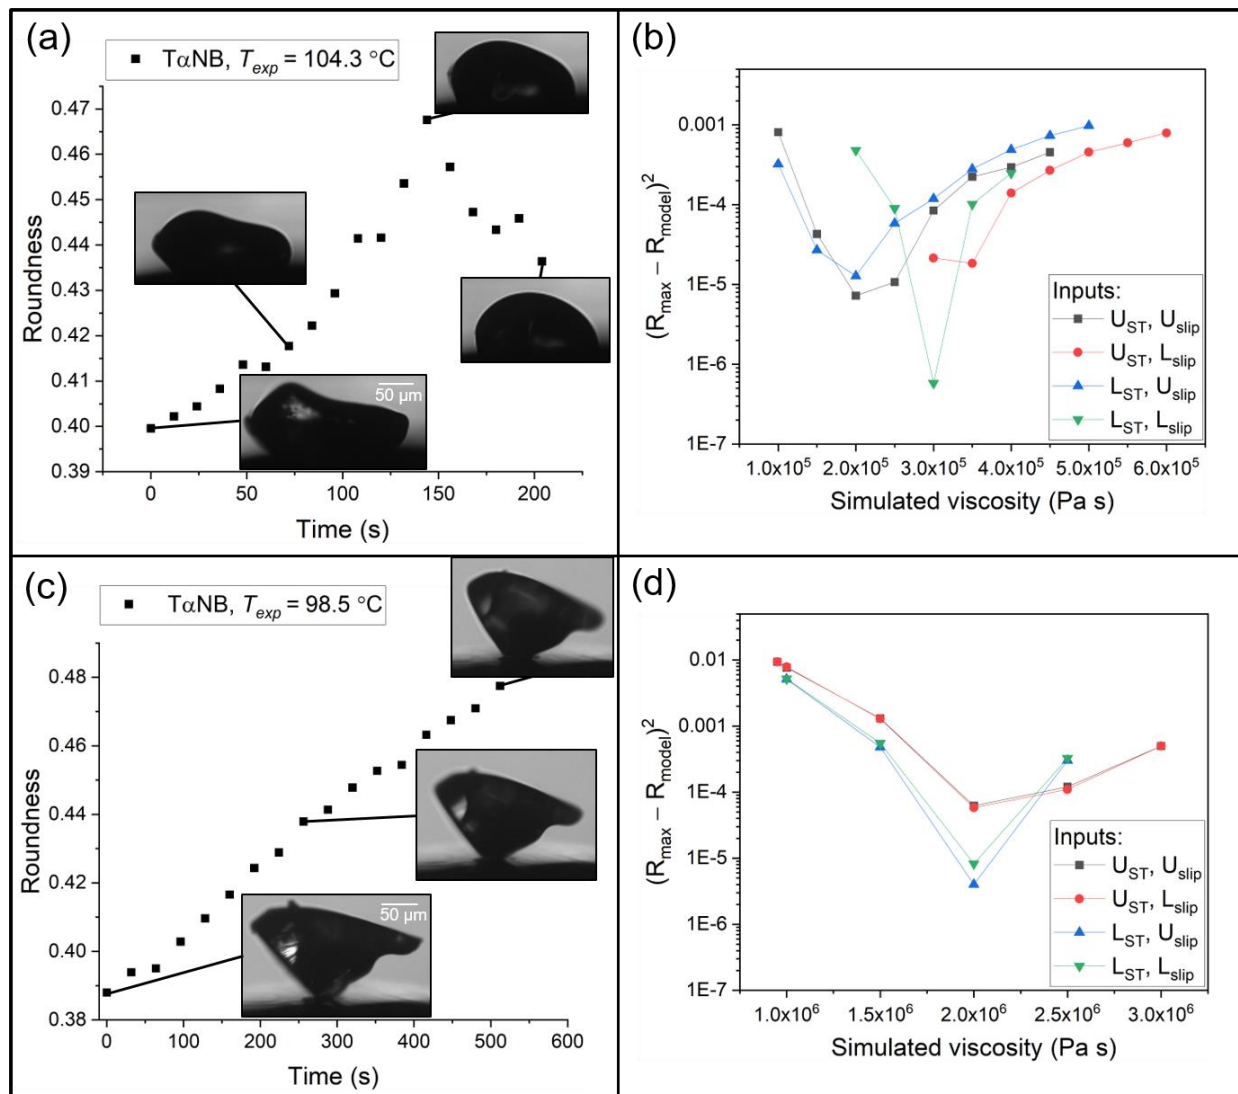 (a)
TαNB, Texp = 104.3 °C
0.47
0.46
0.45
0.44
0.43
0.42
0.41
0.40
0.39
Roundness
50 µm
0 50 100 150 200
Time (s)
(b)
0.001
1E-4
1E-5
1E-6
1E-7
(Rmax − Rmodel)²
Inputs:
UST, Uslip
UST, Lslip
LST, Uslip
LST, Lslip
1.0x10⁵ 2.0x10⁵ 3.0x10⁵ 4.0x10⁵ 5.0x10⁵ 6.0x10⁵
Simulated viscosity (Pa s)
(c)
TαNB, Texp = 98.5 °C
0.48
0.46
0.44
0.42
0.40
0.38
Roundness
50 µm
0 100 200 300 400 500 600
Time (s)
(d)
0.01
0.001
1E-4
1E-5
1E-6
1E-7
(Rmax − Rmodel)²
Inputs:
UST, Uslip
UST, Lslip
LST, Uslip
LST, Lslip
1.0x10⁶ 1.5x10⁶ 2.0x10⁶ 2.5x10⁶ 3.0x10⁶
Simulated viscosity (Pa s)